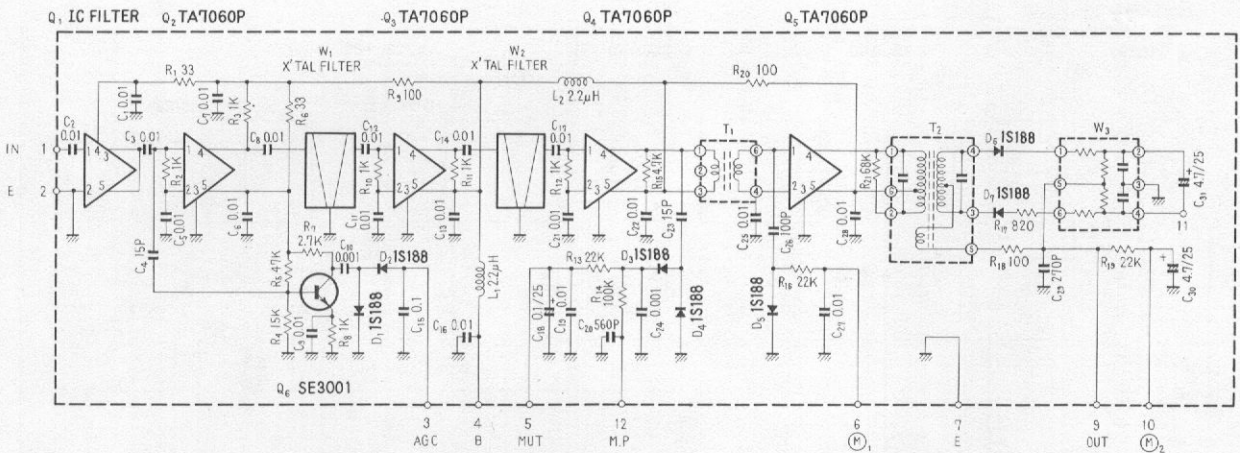 Q1 IC FILTER Q2 TA7060P Q3 TA7060P Q4 TA7060P Q5 TA7060P
W1 X'TAL FILTER
W2 X'TAL FILTER
R1 33
C1 0.01
C7 0.01
R3 1K
R6 33
R9 100
L2 2.2μH
R20 100
IN 1
E 2
C2 0.01
C3 0.01
R2 1K
C5 0.01
C8 0.01
C6 0.01
C12 0.01
R10 1K
C11 0.01
C14 0.01
R11 1K
C13 0.01
R12 1K
C21 0.01
C22 0.01
C23 15P
T1
C25 0.01
C26 100P
C28 0.01
R21 68K
T2
D6 1S188
D7 1S188
R17 820
W3
C31 4.7/25
11
C4 15P
R7 2.7K
R5 47K
R4 15K
C9 0.01
R8 1K
C10 0.001
D2 1S188
D1 1S188
C15 0.1
L1 2.2μH
C16 0.01
R13 22K
C18 0.1/25
C19 0.01
R14 100K
C20 560P
D3 1S188
C24 0.001
D4 1S188
D5 1S188
R16 22K
C27 0.01
R18 100
C29 270P
R19 22K
C30 4.7/25
Q6 SE3001
3 AGC
4 B
5 MUT
12 M.P
6 M1
7 E
9 OUT
10 M2